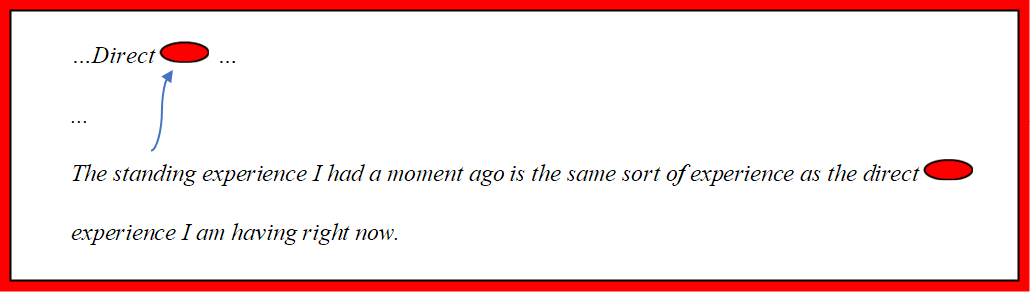 …Direct …
…
The standing experience I had a moment ago is the same sort of experience as the direct
experience I am having right now.